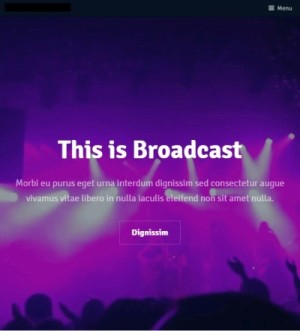 Menu
This is Broadcast
Morbi eu purus eget urna interdum dignissim sed consectetur augue
vivamus vitae libero in nulla iaculis eleifend non sit amet nulla.
Dignissim